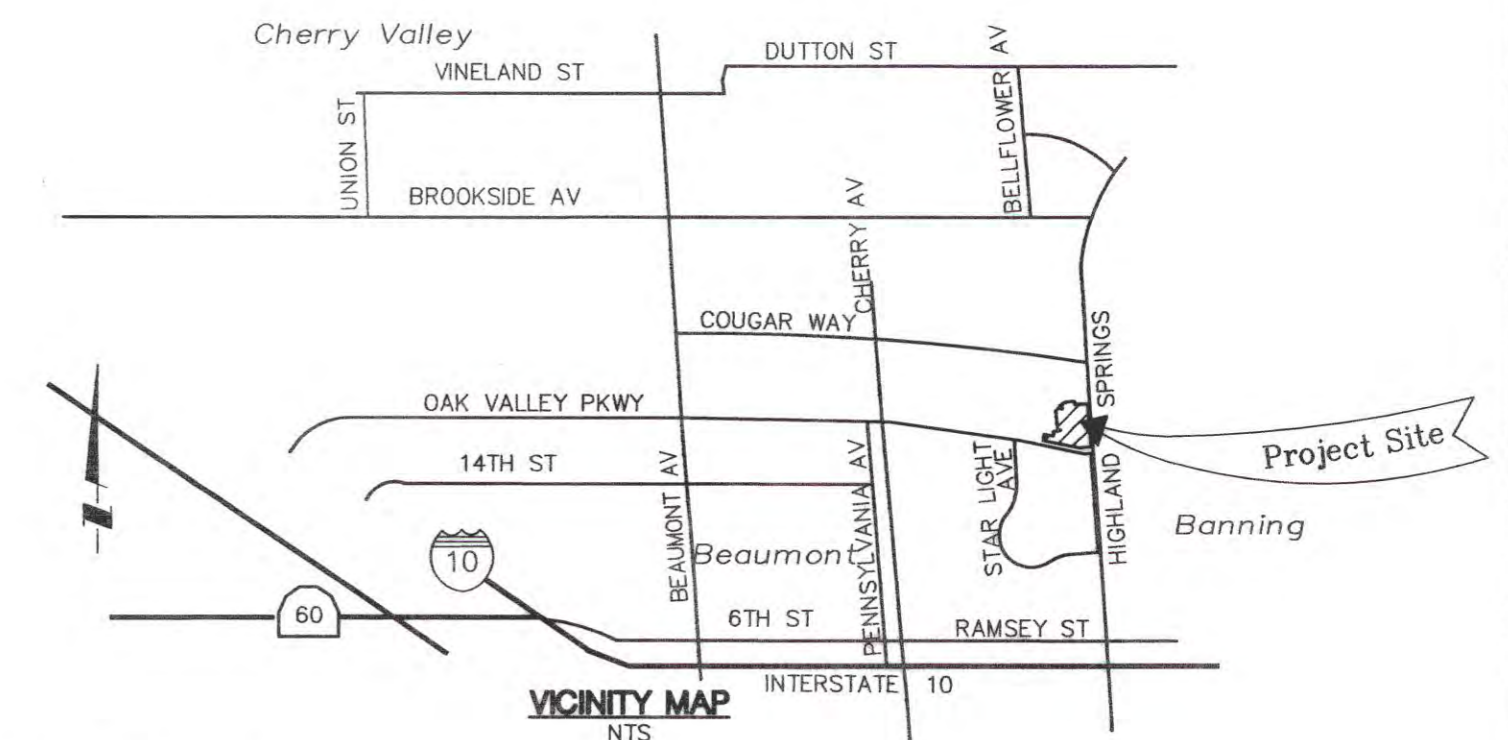 Cherry Valley
DUTTON ST
BELLFLOWER AV
VINELAND ST
UNION ST
BROOKSIDE AV
CHERRY AV
COUGAR WAY
HIGHLAND SPRINGS
OAK VALLEY PKWY
Project Site
14TH ST
BEAUMONT AV
PENNSYLVANIA AV
STAR LIGHT
AVE
Banning
N
10
Beaumont
60
6TH ST
RAMSEY ST
INTERSTATE 10
VICINITY MAP
NTS